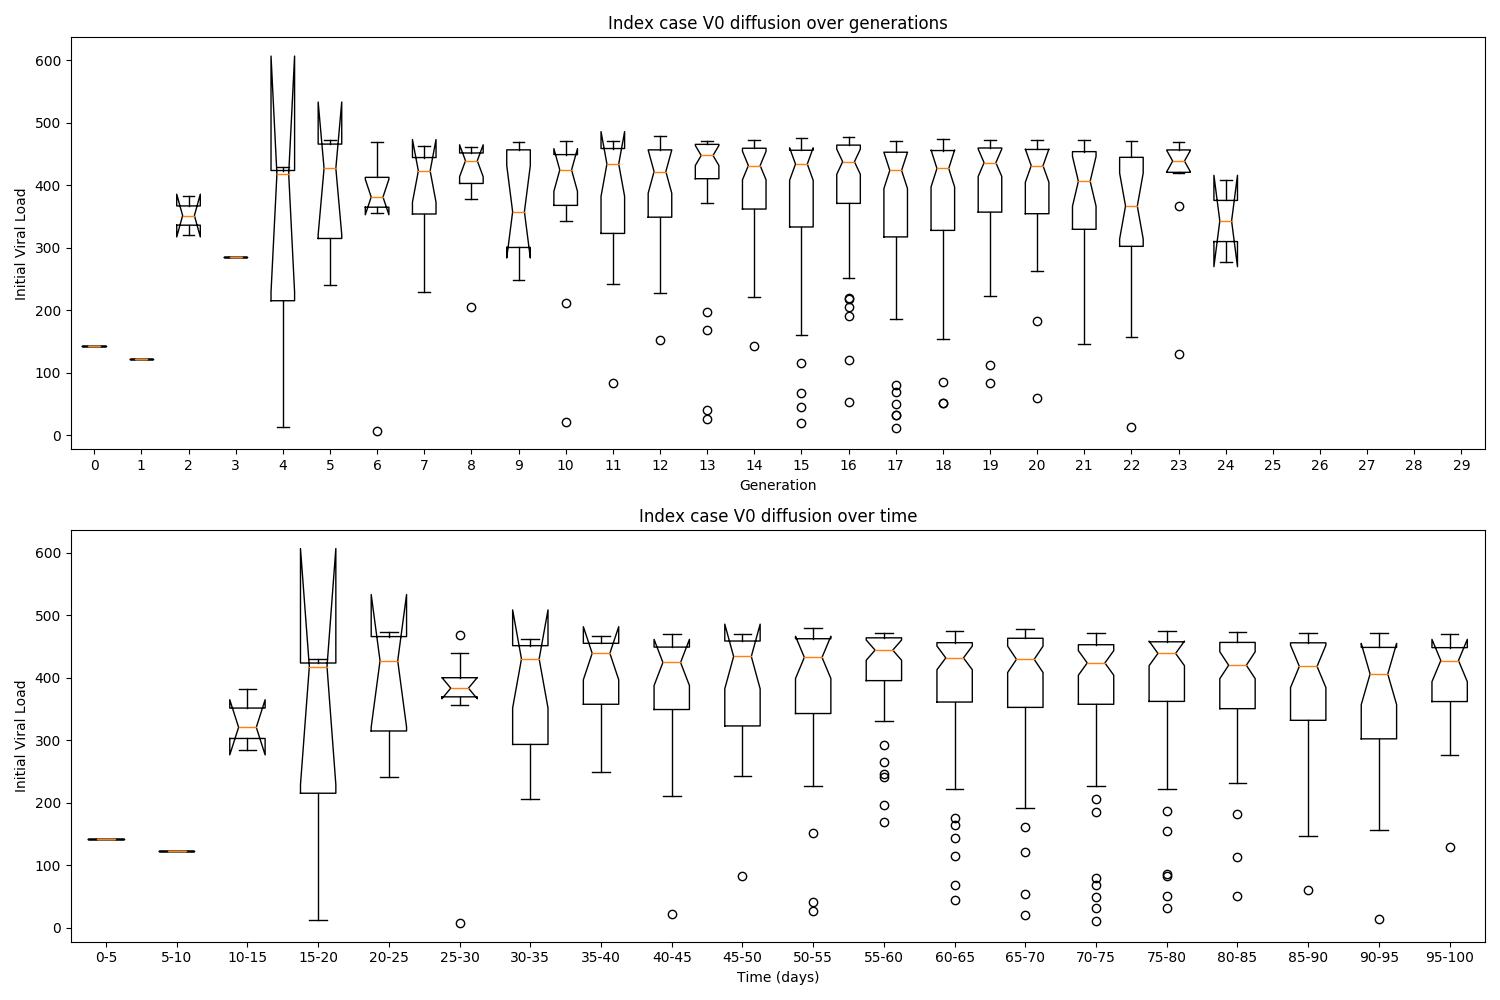 Index case V0 diffusion over generations
Initial Viral Load
600
500
400
300
200
100
0
0 1 2 3 4 5 6 7 8 9 10 11 12 13 14 15 16 17 18 19 20 21 22 23 24 25 26 27 28 29
Generation
Index case V0 diffusion over time
Initial Viral Load
600
500
400
300
200
100
0
0-5 5-10 10-15 15-20 20-25 25-30 30-35 35-40 40-45 45-50 50-55 55-60 60-65 65-70 70-75 75-80 80-85 85-90 90-95 95-100
Time (days)